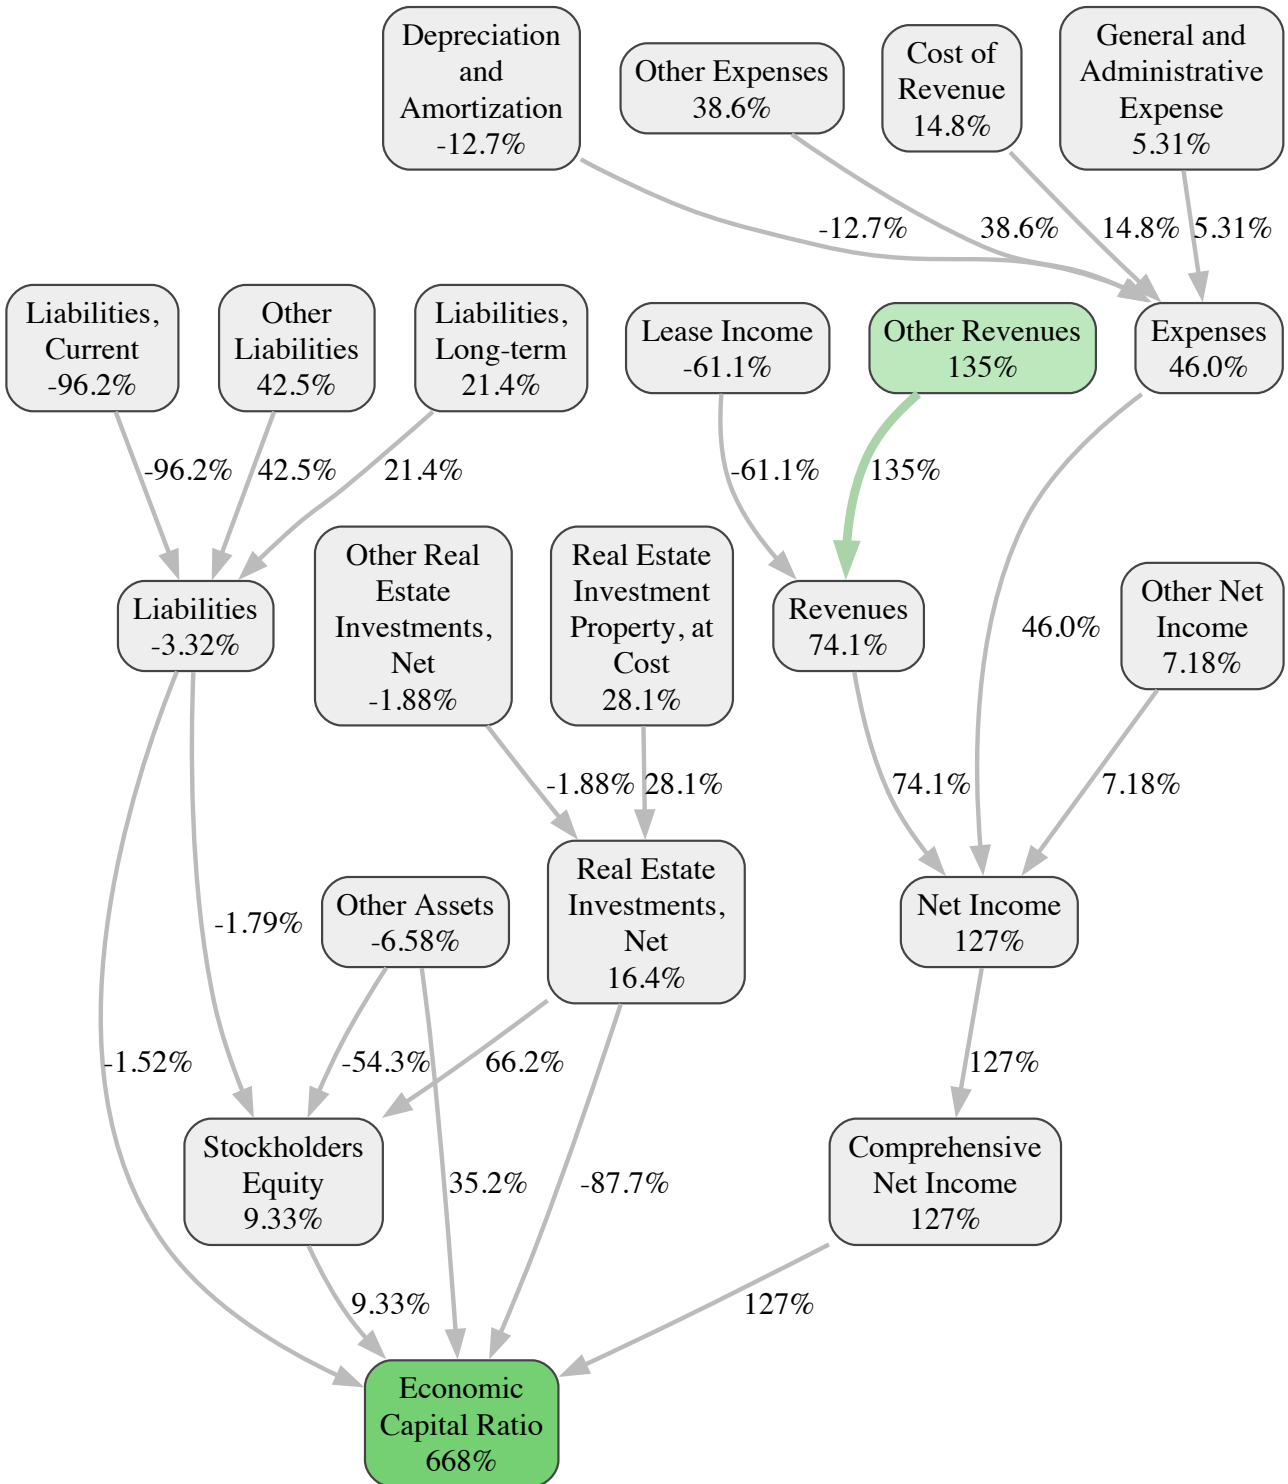 Depreciation
and
Amortization
-12.7%
Other Expenses
38.6%
Cost of
Revenue
14.8%
General and
Administrative
Expense
5.31%
-12.7%
38.6%
14.8%
5.31%
Liabilities,
Current
-96.2%
Other
Liabilities
42.5%
Liabilities,
Long-term
21.4%
Lease Income
-61.1%
Other Revenues
135%
Expenses
46.0%
-96.2%
42.5%
21.4%
-61.1%
135%
Liabilities
-3.32%
Other Real
Estate
Investments,
Net
-1.88%
Real Estate
Investment
Property, at
Cost
28.1%
Revenues
74.1%
46.0%
Other Net
Income
7.18%
-1.88%
28.1%
74.1%
7.18%
-1.79%
Other Assets
-6.58%
Real Estate
Investments,
Net
16.4%
Net Income
127%
-1.52%
-54.3%
66.2%
127%
Stockholders
Equity
9.33%
35.2%
-87.7%
Comprehensive
Net Income
127%
9.33%
127%
Economic
Capital Ratio
668%